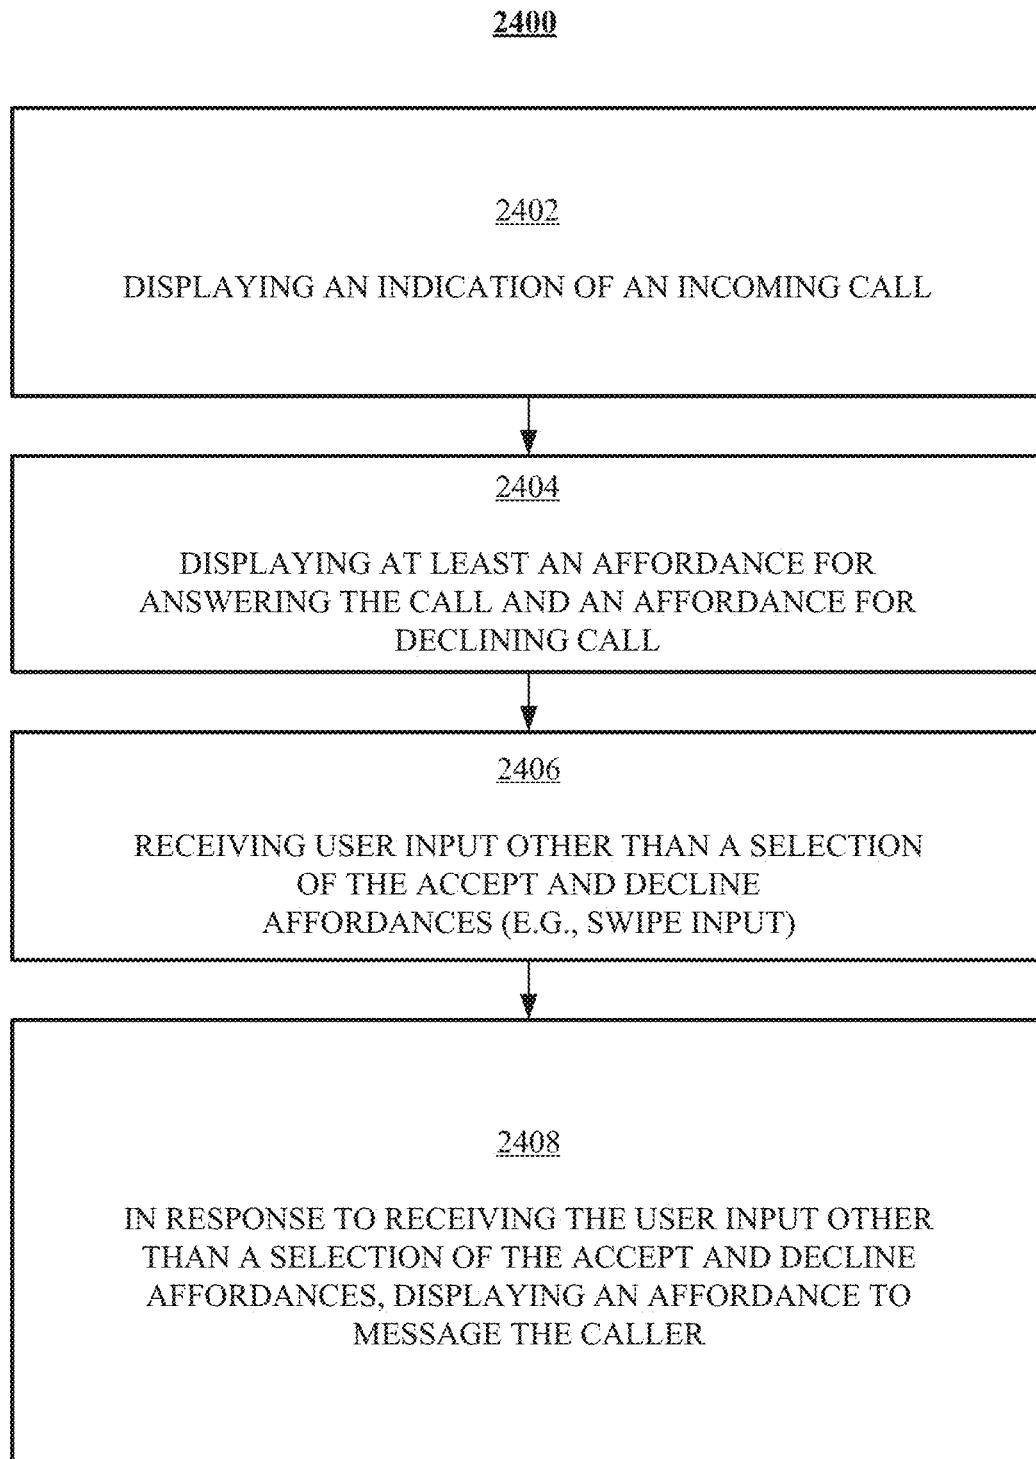 2400
2402
DISPLAYING AN INDICATION OF AN INCOMING CALL
2404
DISPLAYING AT LEAST AN AFFORDANCE FOR
ANSWERING THE CALL AND AN AFFORDANCE FOR
DECLINING CALL
2406
RECEIVING USER INPUT OTHER THAN A SELECTION
OF THE ACCEPT AND DECLINE
AFFORDANCES (E.G., SWIPE INPUT)
2408
IN RESPONSE TO RECEIVING THE USER INPUT OTHER
THAN A SELECTION OF THE ACCEPT AND DECLINE
AFFORDANCES, DISPLAYING AN AFFORDANCE TO
MESSAGE THE CALLER